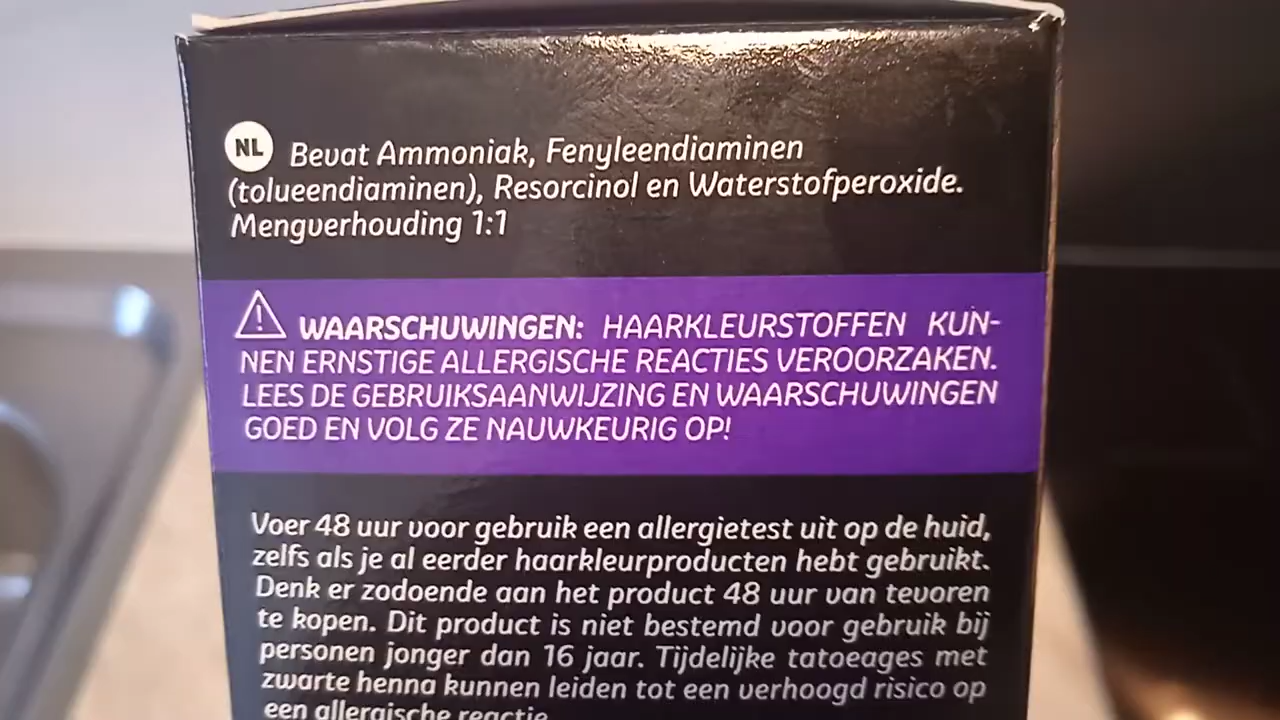 NL Bevat Ammoniak, Fenyleendiaminen
(tolueendiaminen), Resorcinol en Waterstofperoxide.
Mengverhouding 1:1
WAARSCHUWINGEN: HAARKLEURSTOFFEN KUN-
NEN ERNSTIGE ALLERGISCHE REACTIES VEROORZAKEN.
LEES DE GEBRUIKSAANWIJZING EN WAARSCHUWINGEN
GOED EN VOLG ZE NAUWKEURIG OP!
Voer 48 uur voor gebruik een allergietest uit op de huid,
zelfs als je al eerder haarkleurproducten hebt gebruikt.
Denk er zodoende aan het product 48 uur van tevoren
te kopen. Dit product is niet bestemd voor gebruik bij
personen jonger dan 16 jaar. Tijdelijke tatoeages met
zwarte henna kunnen leiden tot een verhoogd risico op
een allergische reactie